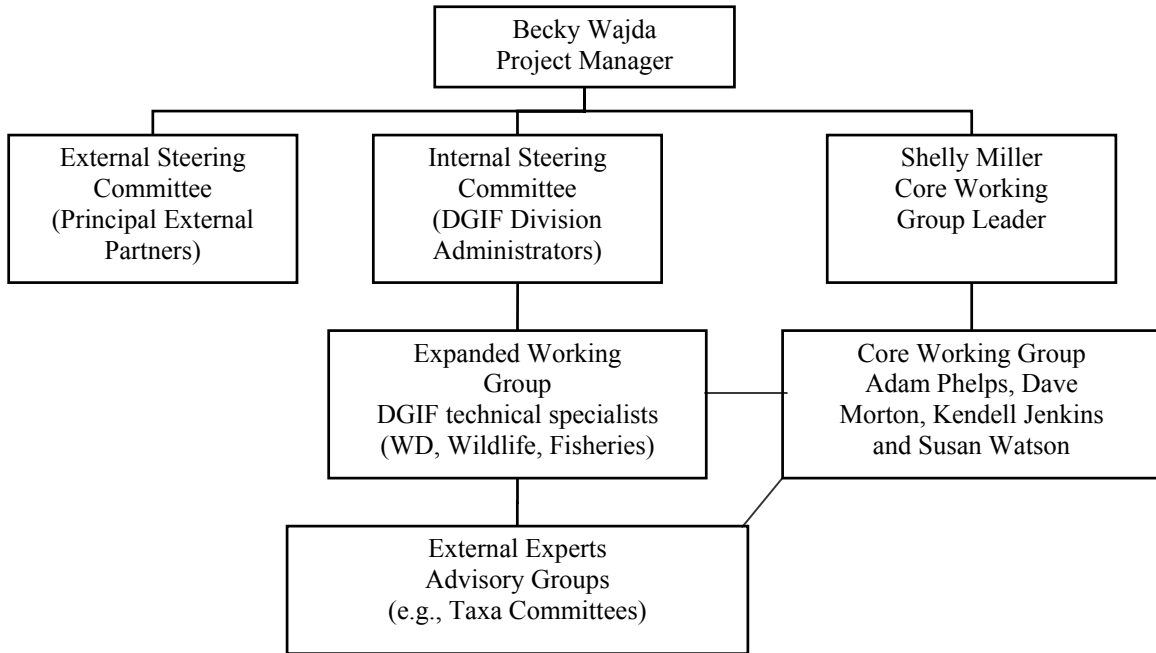 Becky Wajda
Project Manager
External Steering
Committee
(Principal External
Partners)
Internal Steering
Committee
(DGIF Division
Administrators)
Shelly Miller
Core Working
Group Leader
Expanded Working
Group
DGIF technical specialists
(WD, Wildlife, Fisheries)
Core Working Group
Adam Phelps, Dave
Morton, Kendell Jenkins
and Susan Watson
External Experts
Advisory Groups
(e.g., Taxa Committees)